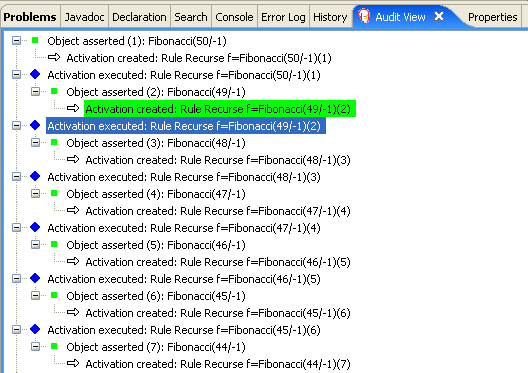 Problems Javadoc Declaration Search Console Error Log History Audit View Properties
Object asserted (1): Fibonacci(50/-1)
Activation created: Rule Recurse f=Fibonacci(50/-1)(1)
Activation executed: Rule Recurse f=Fibonacci(50/-1)(1)
Object asserted (2): Fibonacci(49/-1)
Activation created: Rule Recurse f=Fibonacci(49/-1)(2)
Activation executed: Rule Recurse f=Fibonacci(49/-1)(2)
Object asserted (3): Fibonacci(48/-1)
Activation created: Rule Recurse f=Fibonacci(48/-1)(3)
Activation executed: Rule Recurse f=Fibonacci(48/-1)(3)
Object asserted (4): Fibonacci(47/-1)
Activation created: Rule Recurse f=Fibonacci(47/-1)(4)
Activation executed: Rule Recurse f=Fibonacci(47/-1)(4)
Object asserted (5): Fibonacci(46/-1)
Activation created: Rule Recurse f=Fibonacci(46/-1)(5)
Activation executed: Rule Recurse f=Fibonacci(46/-1)(5)
Object asserted (6): Fibonacci(45/-1)
Activation created: Rule Recurse f=Fibonacci(45/-1)(6)
Activation executed: Rule Recurse f=Fibonacci(45/-1)(6)
Object asserted (7): Fibonacci(44/-1)
Activation created: Rule Recurse f=Fibonacci(44/-1)(7)